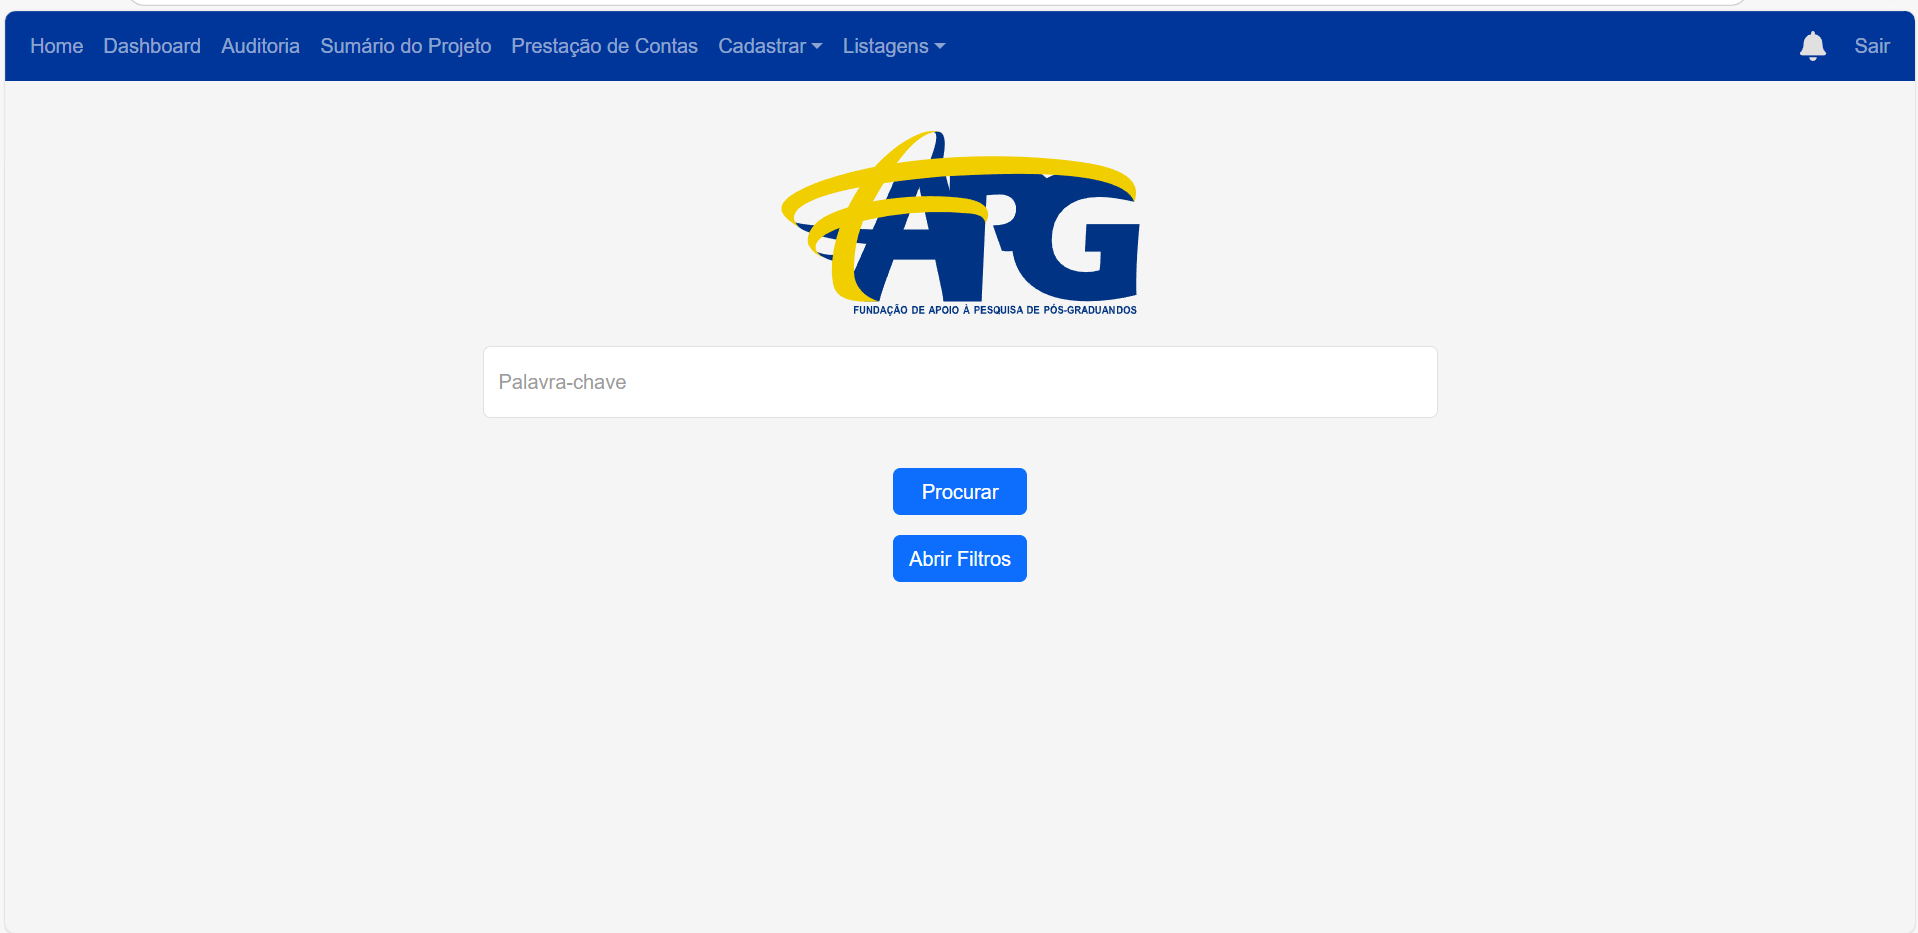 Home Dashboard Auditoria Sumário do Projeto Prestação de Contas Cadastrar Listagens Sair
ARG
FUNDAÇÃO DE APOIO À PESQUISA DE PÓS-GRADUANDOS
Palavra-chave
Procurar
Abrir Filtros